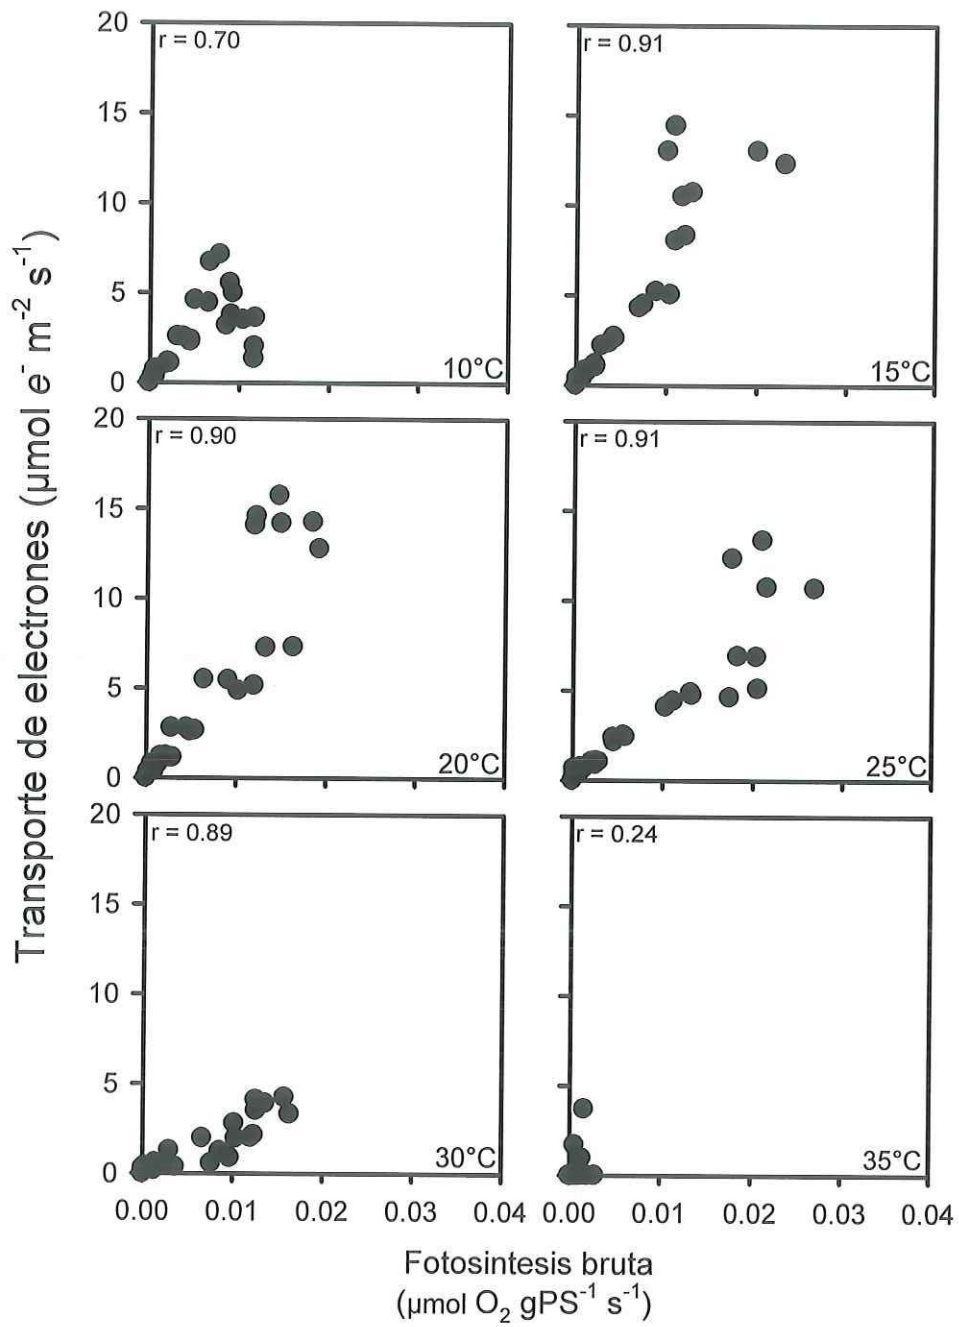 Transporte de electrones (µmol e⁻ m⁻² s⁻¹)
20
15
10
5
0
r = 0.70
10°C
r = 0.91
15°C
20
15
10
5
0
r = 0.90
20°C
r = 0.91
25°C
20
15
10
5
0
r = 0.89
30°C
r = 0.24
35°C
0.00 0.01 0.02 0.03 0.04 0.00 0.01 0.02 0.03 0.04
Fotosintesis bruta
(µmol O₂ gPS⁻¹ s⁻¹)